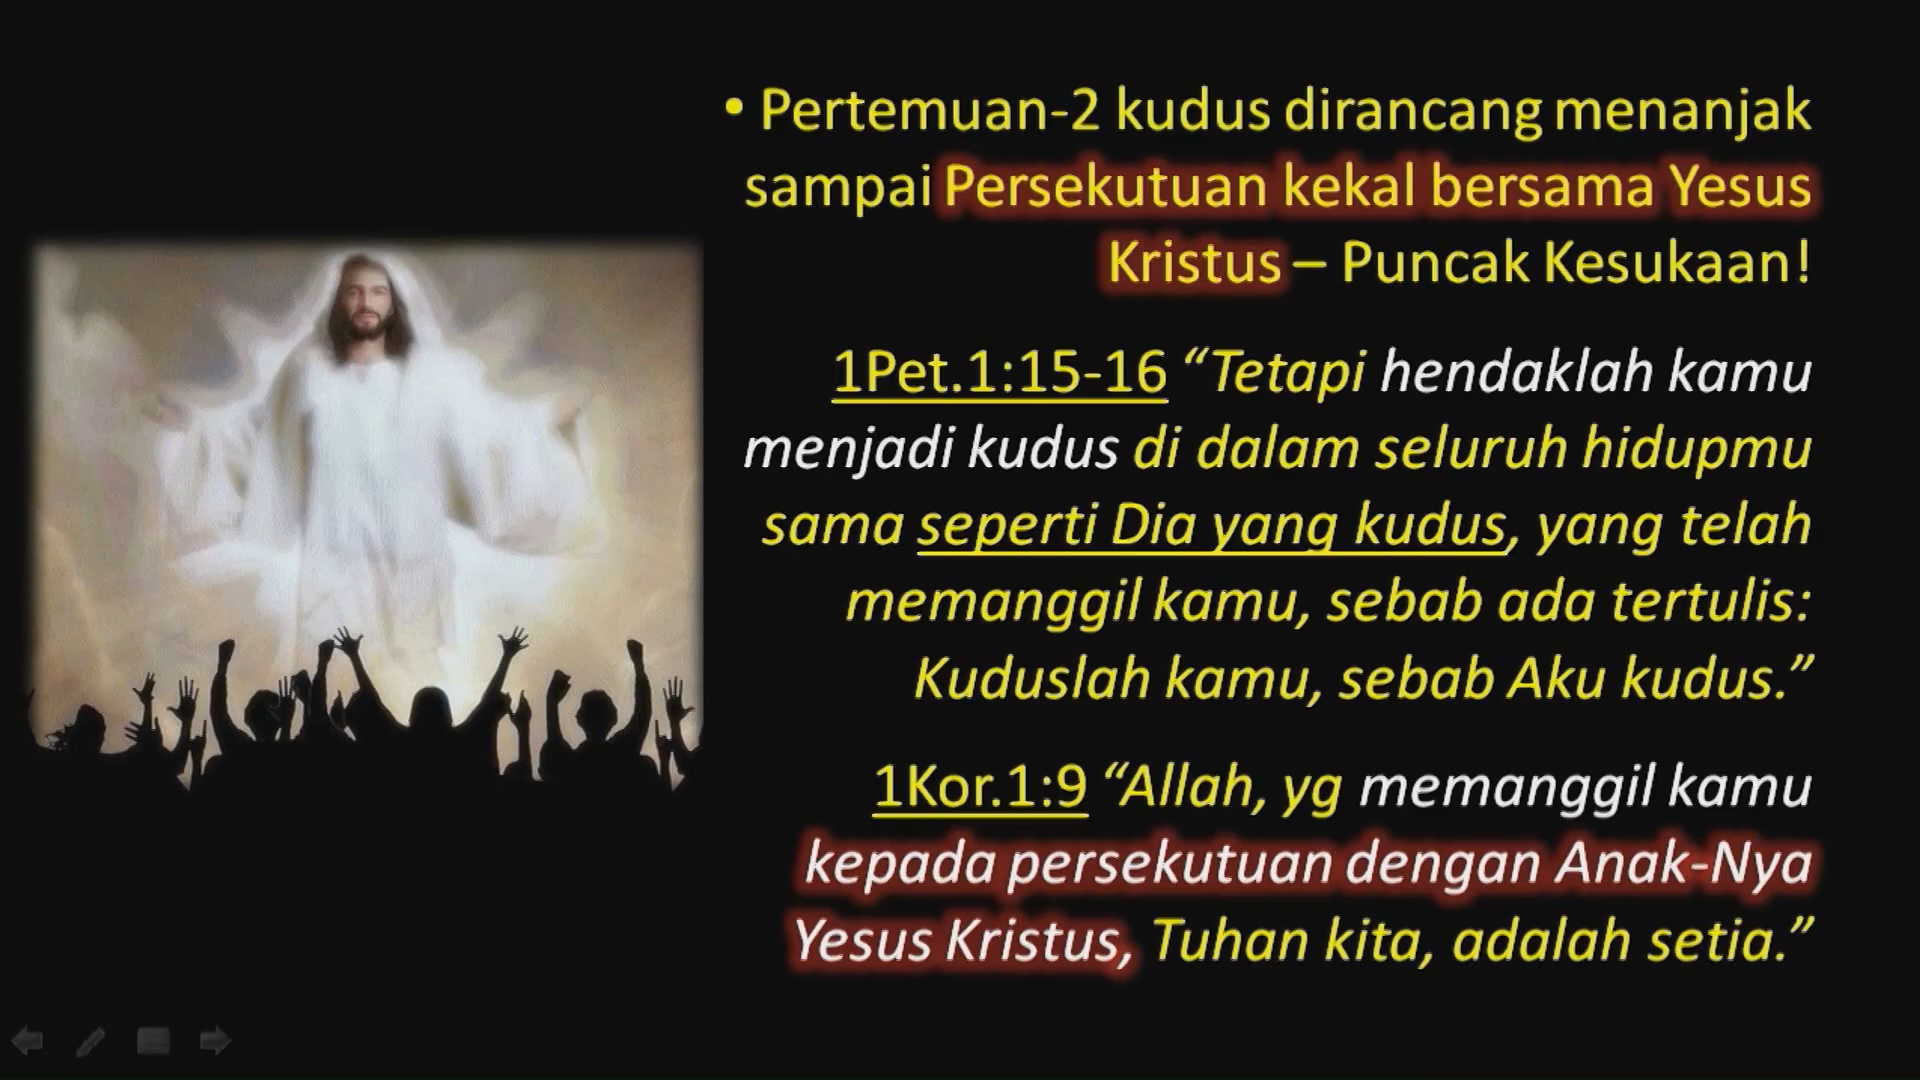 • Pertemuan-2 kudus dirancang menanjak
sampai Persekutuan kekal bersama Yesus
Kristus – Puncak Kesukaan!
1Pet.1:15-16 “Tetapi hendaklah kamu
menjadi kudus di dalam seluruh hidupmu
sama seperti Dia yang kudus, yang telah
memanggil kamu, sebab ada tertulis:
Kuduslah kamu, sebab Aku kudus.”
1Kor.1:9 “Allah, yg memanggil kamu
kepada persekutuan dengan Anak-Nya
Yesus Kristus, Tuhan kita, adalah setia.”